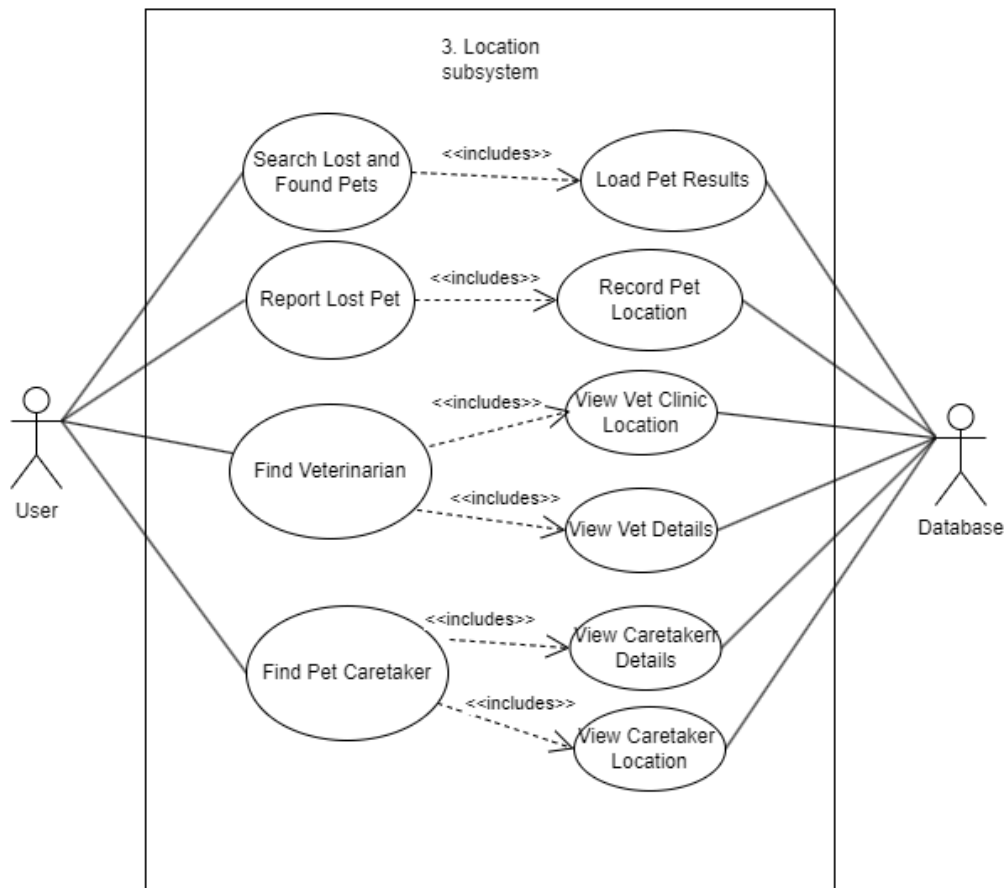 3. Location
subsystem
Search Lost and
Found Pets
<<includes>>
Load Pet Results
Report Lost Pet
<<includes>>
Record Pet
Location
User
Find Veterinarian
<<includes>>
View Vet Clinic
Location
<<includes>>
View Vet Details
Database
Find Pet Caretaker
<<includes>>
View Caretakerr
Details
<<includes>>
View Caretaker
Location